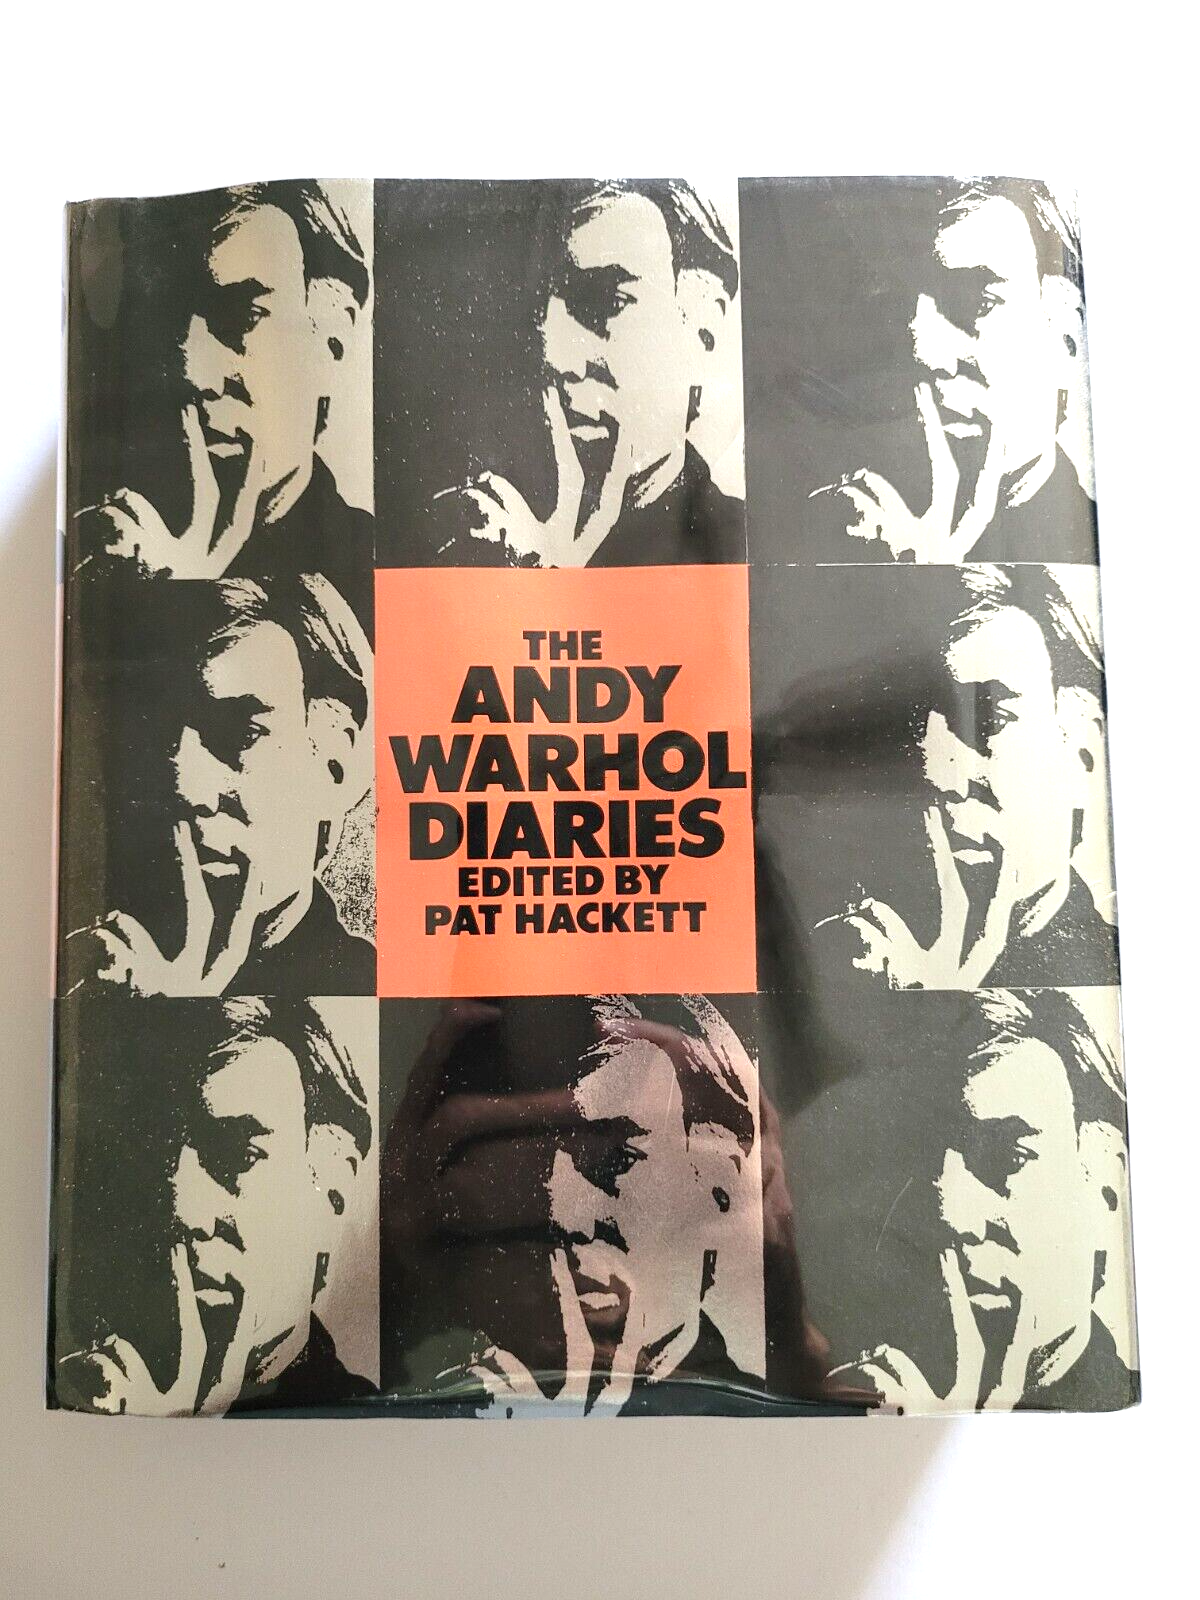 THE
ANDY
WARHOL
DIARIES
EDITED BY
PAT HACKETT